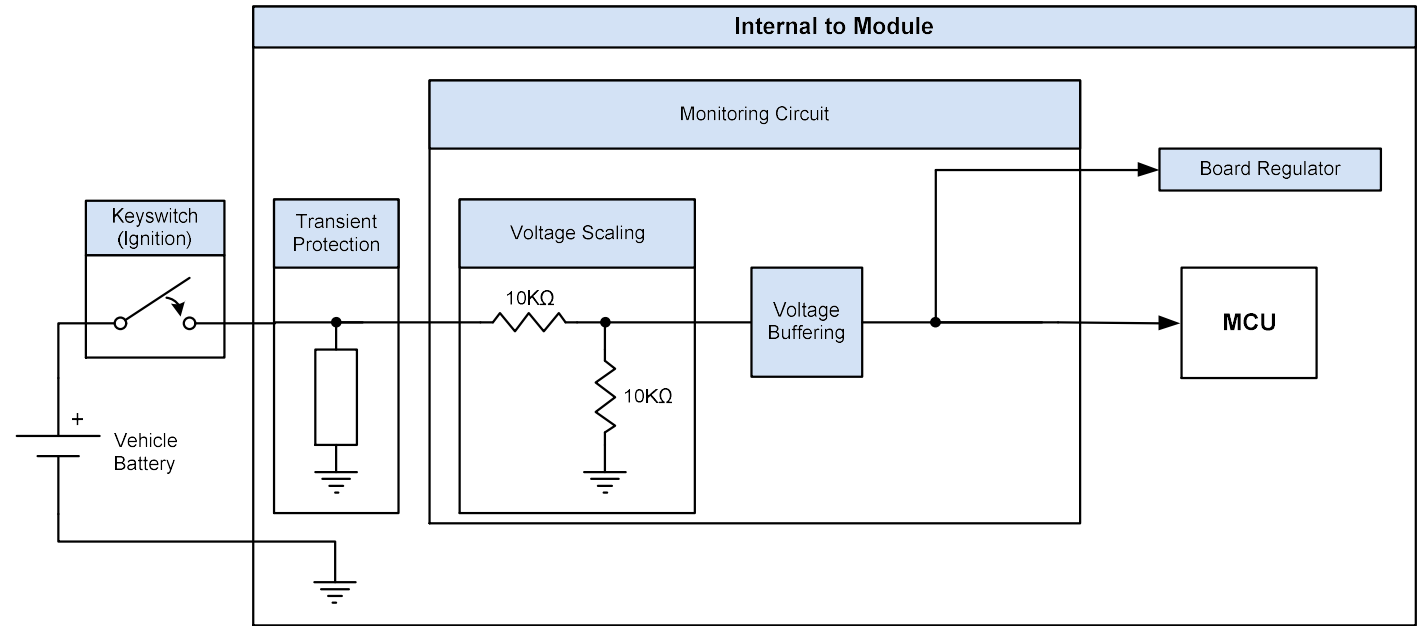 Internal to Module
Monitoring Circuit
Board Regulator
Keyswitch
(Ignition)
Transient
Protection
Voltage Scaling
10KΩ
Voltage
Buffering
MCU
10KΩ
+
Vehicle
Battery